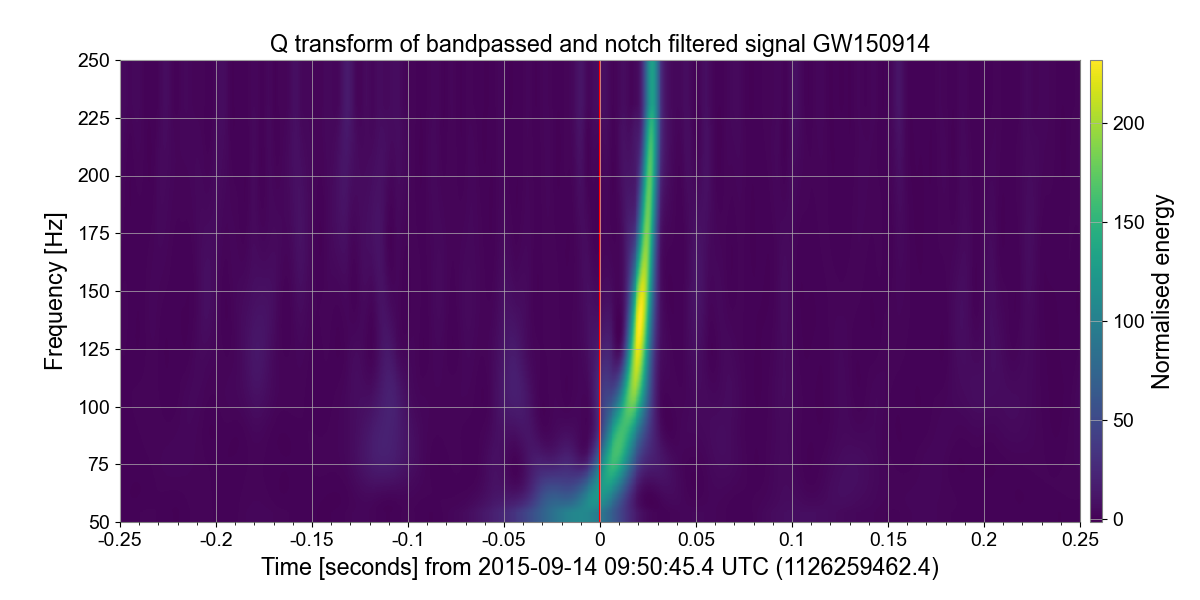 Q transform of bandpassed and notch filtered signal GW150914
250
225
200
175
150
125
100
75
50
Frequency [Hz]
-0.25 -0.2 -0.15 -0.1 -0.05 0 0.05 0.1 0.15 0.2 0.25
Time [seconds] from 2015-09-14 09:50:45.4 UTC (1126259462.4)
200
150
100
50
0
Normalised energy